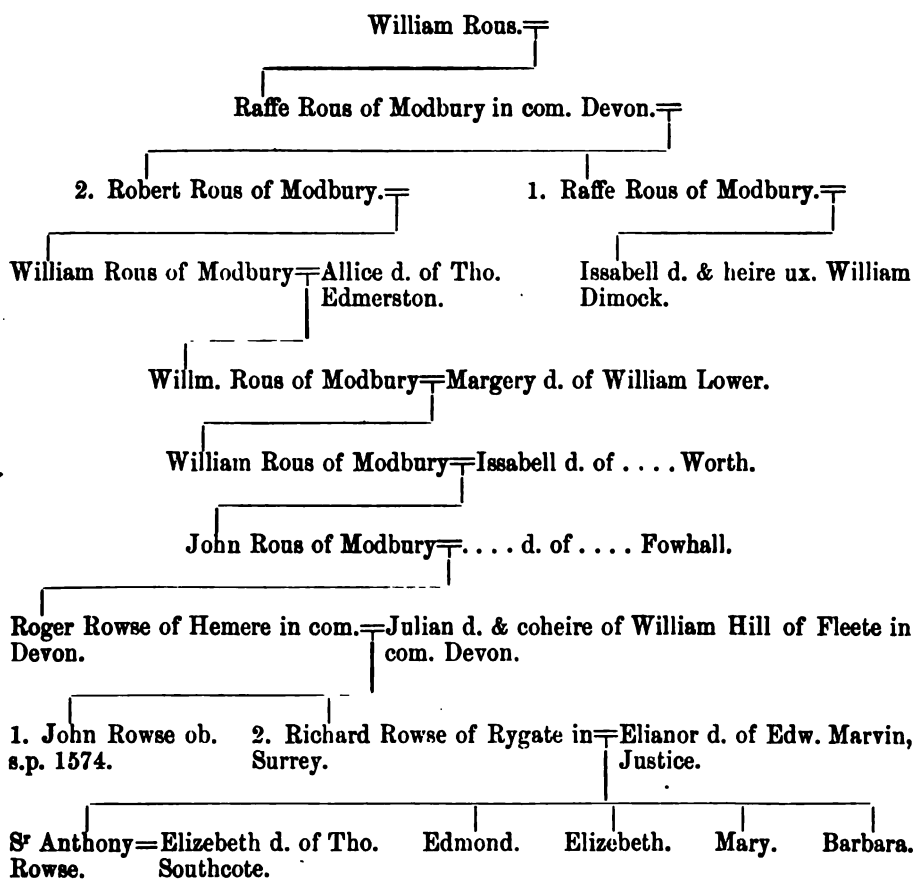 William Rous.
Raffe Rous of Modbury in com. Devon.
2. Robert Rous of Modbury.
1. Raffe Rous of Modbury.
William Rous of Modbury=Allice d. of Tho.
Edmerston.
Issabell d. & heire ux. William
Dimock.
Willm. Rous of Modbury=Margery d. of William Lower.
William Rous of Modbury=Issabell d. of .... Worth.
John Rous of Modbury=.... d. of .... Fowhall.
Roger Rowse of Hemere in com.=Julian d. & coheire of William Hill of Fleete in
Devon.
com. Devon.
1. John Rowse ob.
s.p. 1574.
2. Richard Rowse of Rygate in=Elianor d. of Edw. Marvin,
Surrey.
Justice.
Sr Anthony=Elizebeth d. of Tho.
Rowse.
Southcote.
Edmond.
Elizebeth.
Mary.
Barbara.